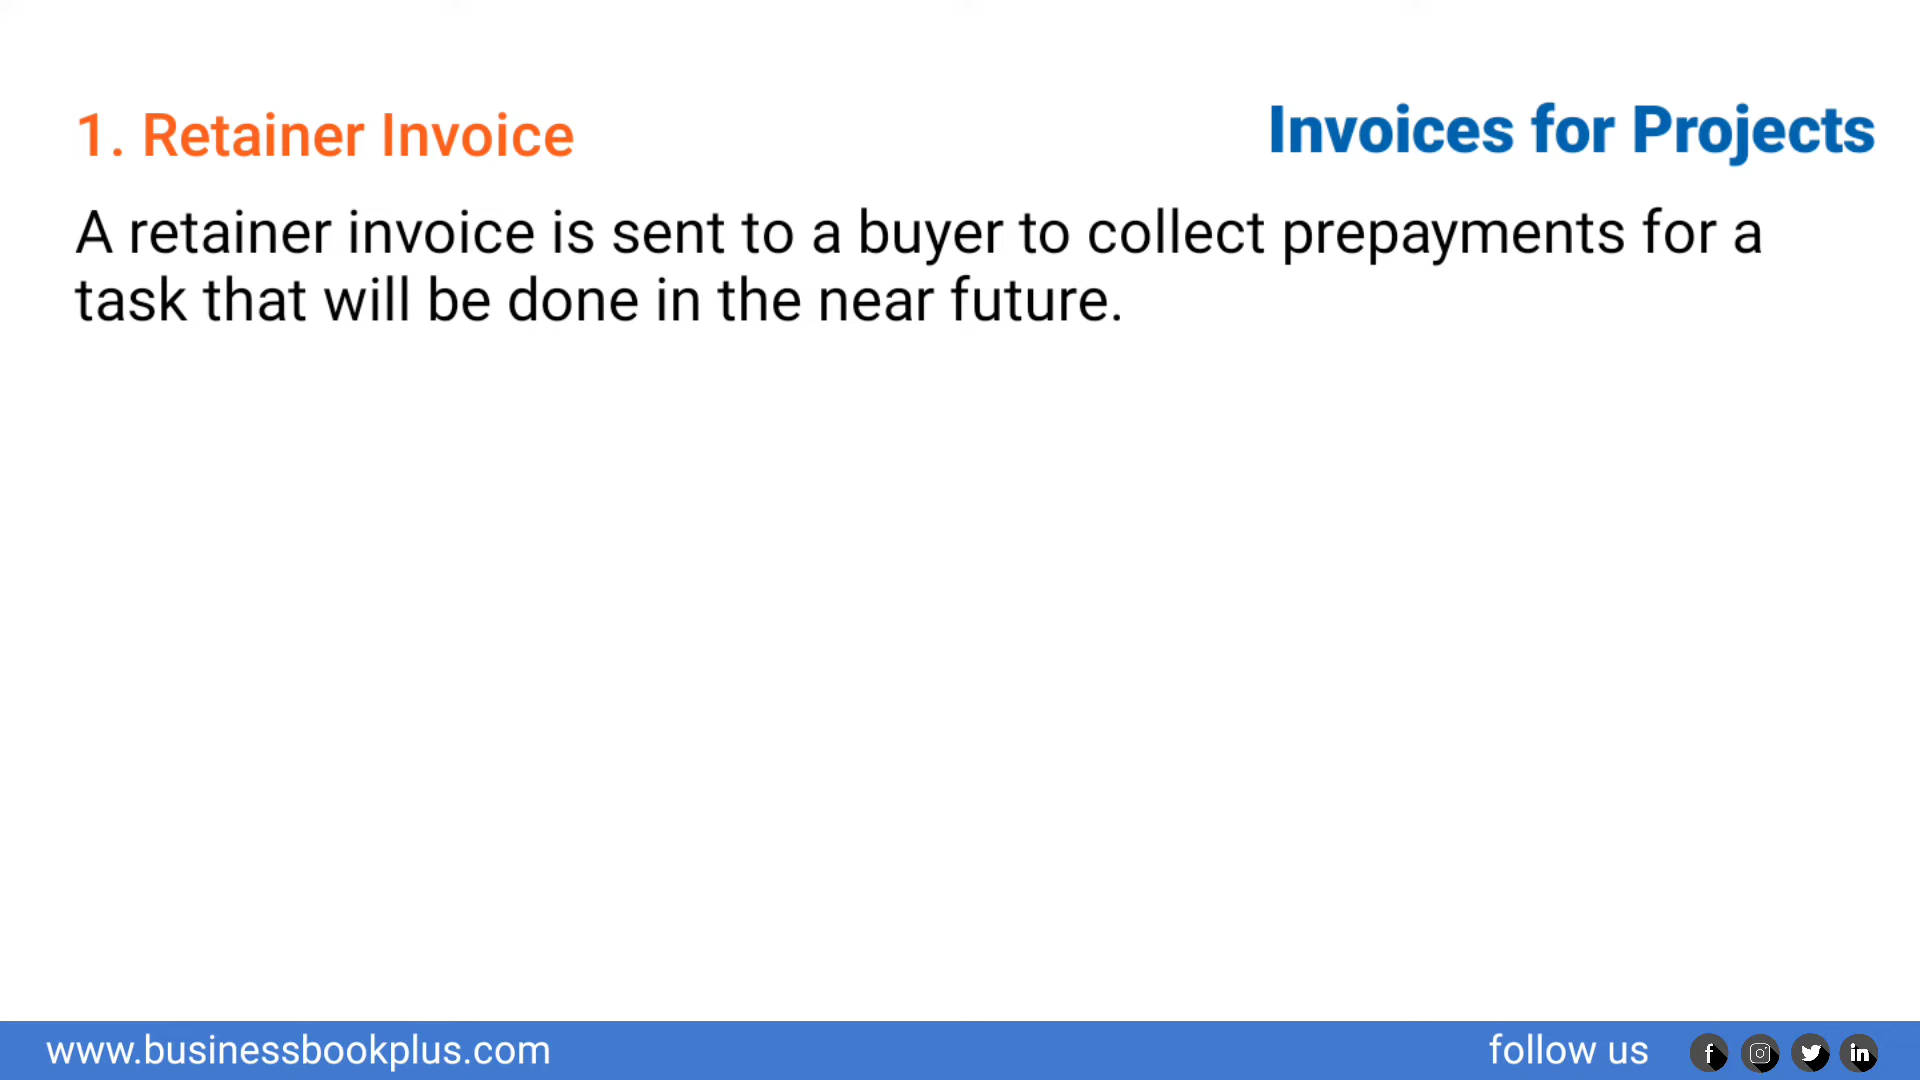 1. Retainer Invoice
Invoices for Projects
A retainer invoice is sent to a buyer to collect prepayments for a
task that will be done in the near future.
www.businessbookplus.com
follow us